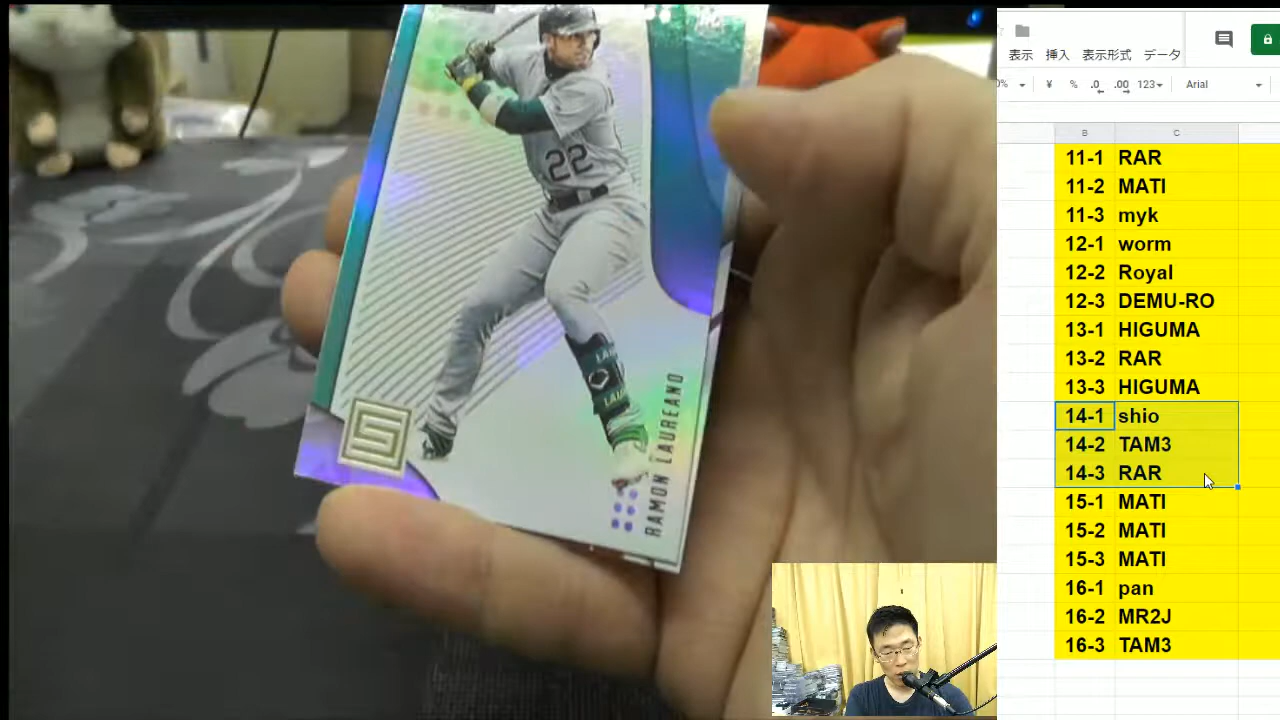 22
LAU
LAU
RAMON LAUREANO
表示 挿入 表示形式 データ
% ¥ % .0 .00 123 Arial
B C
11-1 RAR
11-2 MATI
11-3 myk
12-1 worm
12-2 Royal
12-3 DEMU-RO
13-1 HIGUMA
13-2 RAR
13-3 HIGUMA
14-1 shio
14-2 TAM3
14-3 RAR
15-1 MATI
15-2 MATI
15-3 MATI
16-1 pan
16-2 MR2J
16-3 TAM3